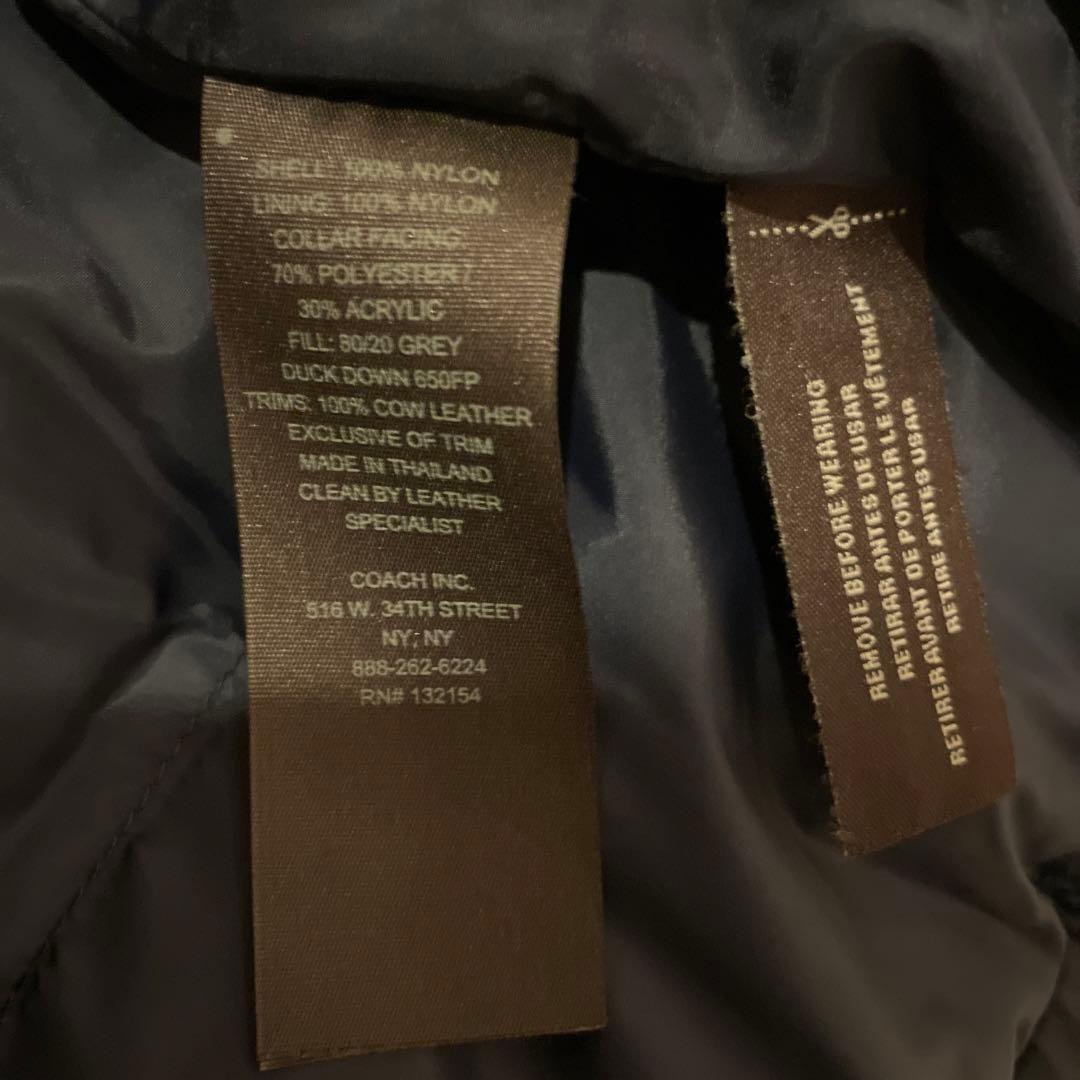 SHELL: 100% NYLON
LINING: 100% NYLON
COLLAR FACING:
70% POLYESTER /
30% ACRYLIC
FILL: 80/20 GREY
DUCK DOWN 650FP
TRIMS: 100% COW LEATHER
EXCLUSIVE OF TRIM
MADE IN THAILAND
CLEAN BY LEATHER
SPECIALIST
COACH INC.
516 W. 34TH STREET
NY, NY
888-262-6224
RN# 132154
REMOVE BEFORE WEARING
RETIRAR ANTES DE USAR
RETIRER AVANT DE PORTER LE VÊTEMENT
RETIRE ANTES USAR